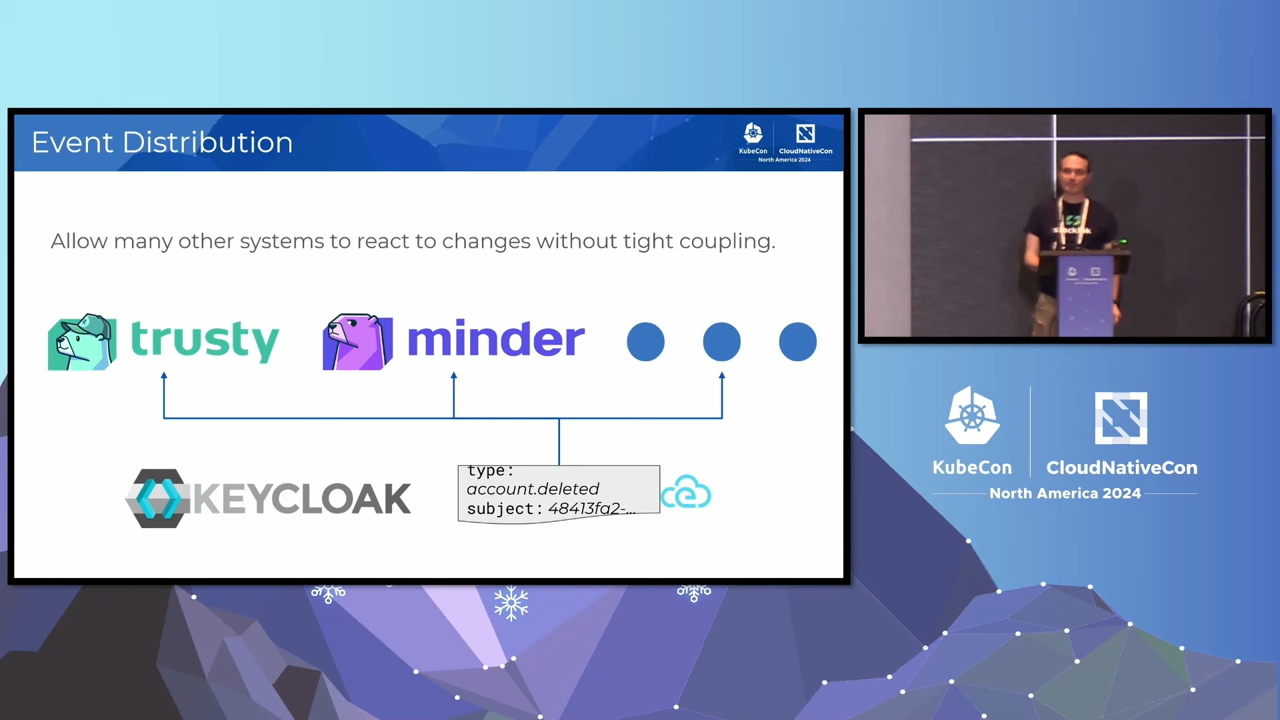 Event Distribution
KubeCon
CloudNativeCon
North America 2024
Allow many other systems to react to changes without tight coupling.
trusty
minder
KEYCLOAK
type:
account.deleted
subject: 48413fa2-...
stacklok
KubeCon
CloudNativeCon
North America 2024